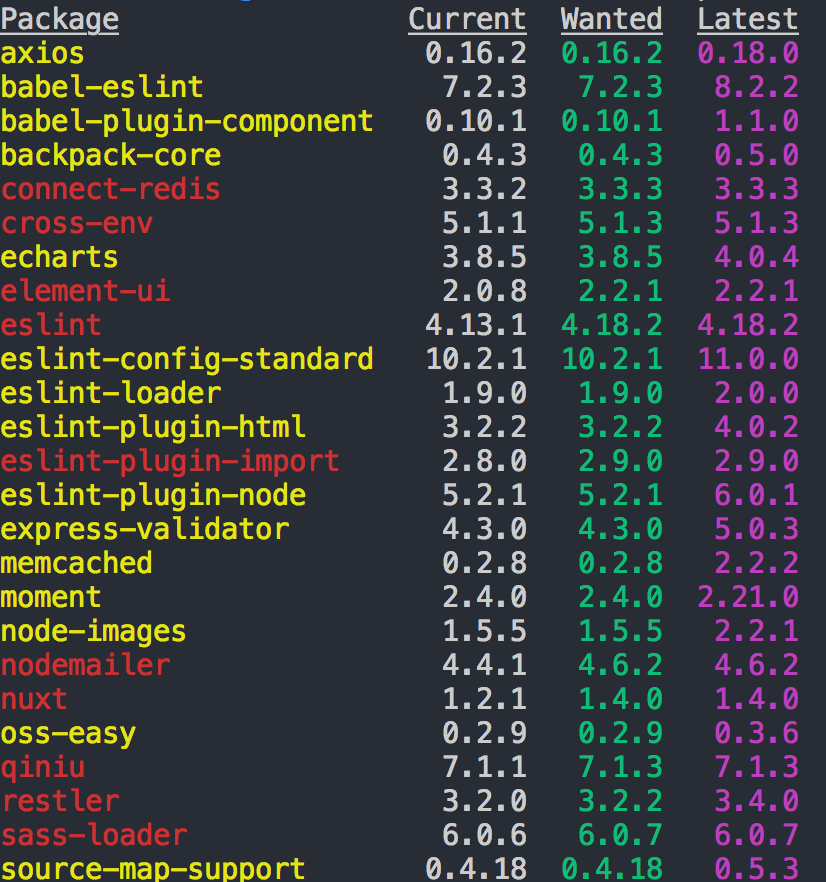 Package Current Wanted Latest
axios 0.16.2 0.16.2 0.18.0
babel-eslint 7.2.3 7.2.3 8.2.2
babel-plugin-component 0.10.1 0.10.1 1.1.0
backpack-core 0.4.3 0.4.3 0.5.0
connect-redis 3.3.2 3.3.3 3.3.3
cross-env 5.1.1 5.1.3 5.1.3
echarts 3.8.5 3.8.5 4.0.4
element-ui 2.0.8 2.2.1 2.2.1
eslint 4.13.1 4.18.2 4.18.2
eslint-config-standard 10.2.1 10.2.1 11.0.0
eslint-loader 1.9.0 1.9.0 2.0.0
eslint-plugin-html 3.2.2 3.2.2 4.0.2
eslint-plugin-import 2.8.0 2.9.0 2.9.0
eslint-plugin-node 5.2.1 5.2.1 6.0.1
express-validator 4.3.0 4.3.0 5.0.3
memcached 0.2.8 0.2.8 2.2.2
moment 2.4.0 2.4.0 2.21.0
node-images 1.5.5 1.5.5 2.2.1
nodemailer 4.4.1 4.6.2 4.6.2
nuxt 1.2.1 1.4.0 1.4.0
oss-easy 0.2.9 0.2.9 0.3.6
qiniu 7.1.1 7.1.3 7.1.3
restler 3.2.0 3.2.2 3.4.0
sass-loader 6.0.6 6.0.7 6.0.7
source-map-support 0.4.18 0.4.18 0.5.3